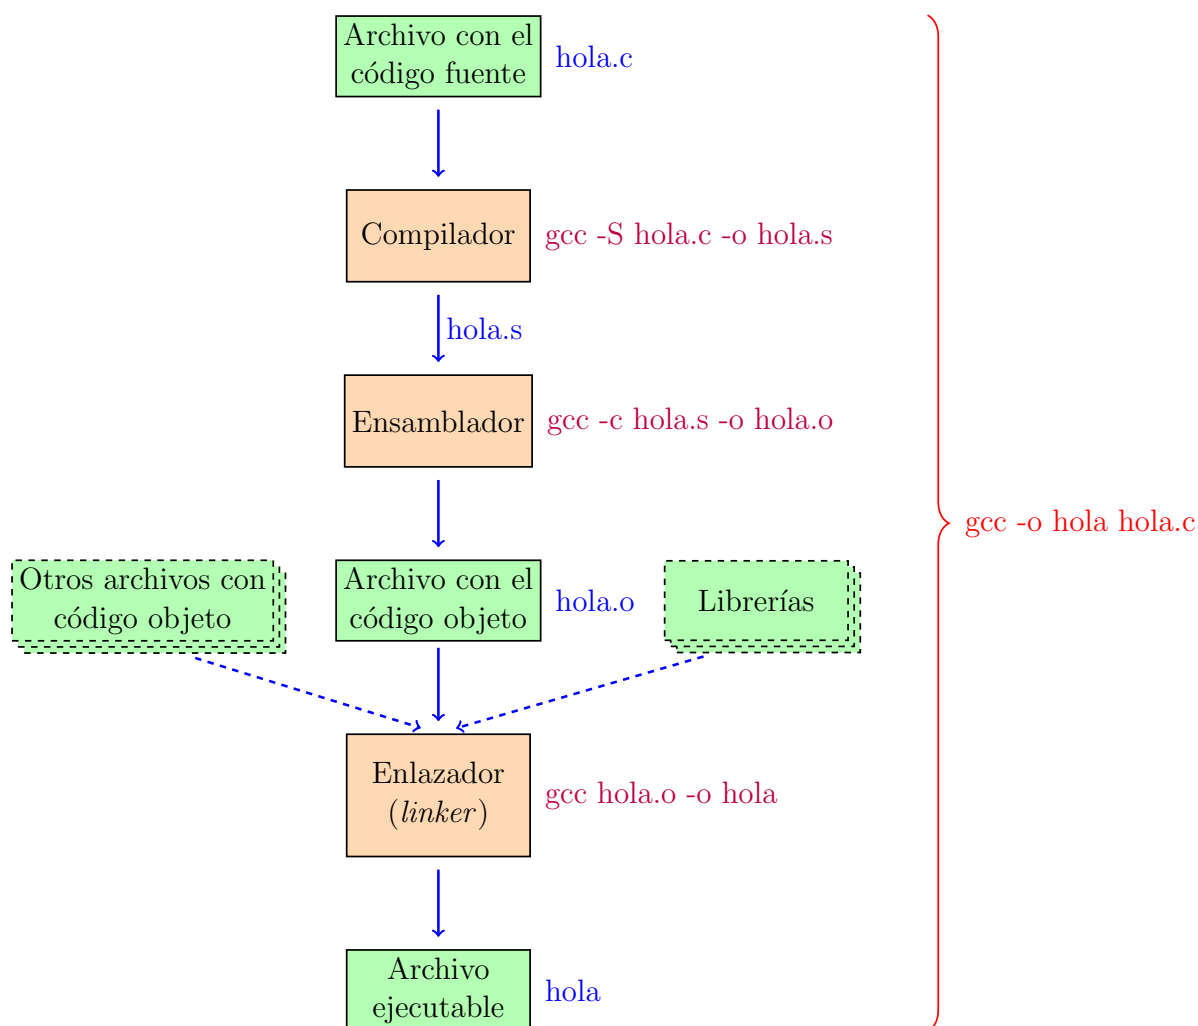 Archivo con el
código fuente
hola.c
Compilador
gcc -S hola.c -o hola.s
hola.s
Ensamblador
gcc -c hola.s -o hola.o
gcc -o hola hola.c
Otros archivos con
código objeto
Archivo con el
código objeto
hola.o
Librerías
Enlazador
(linker)
gcc hola.o -o hola
Archivo
ejecutable
hola